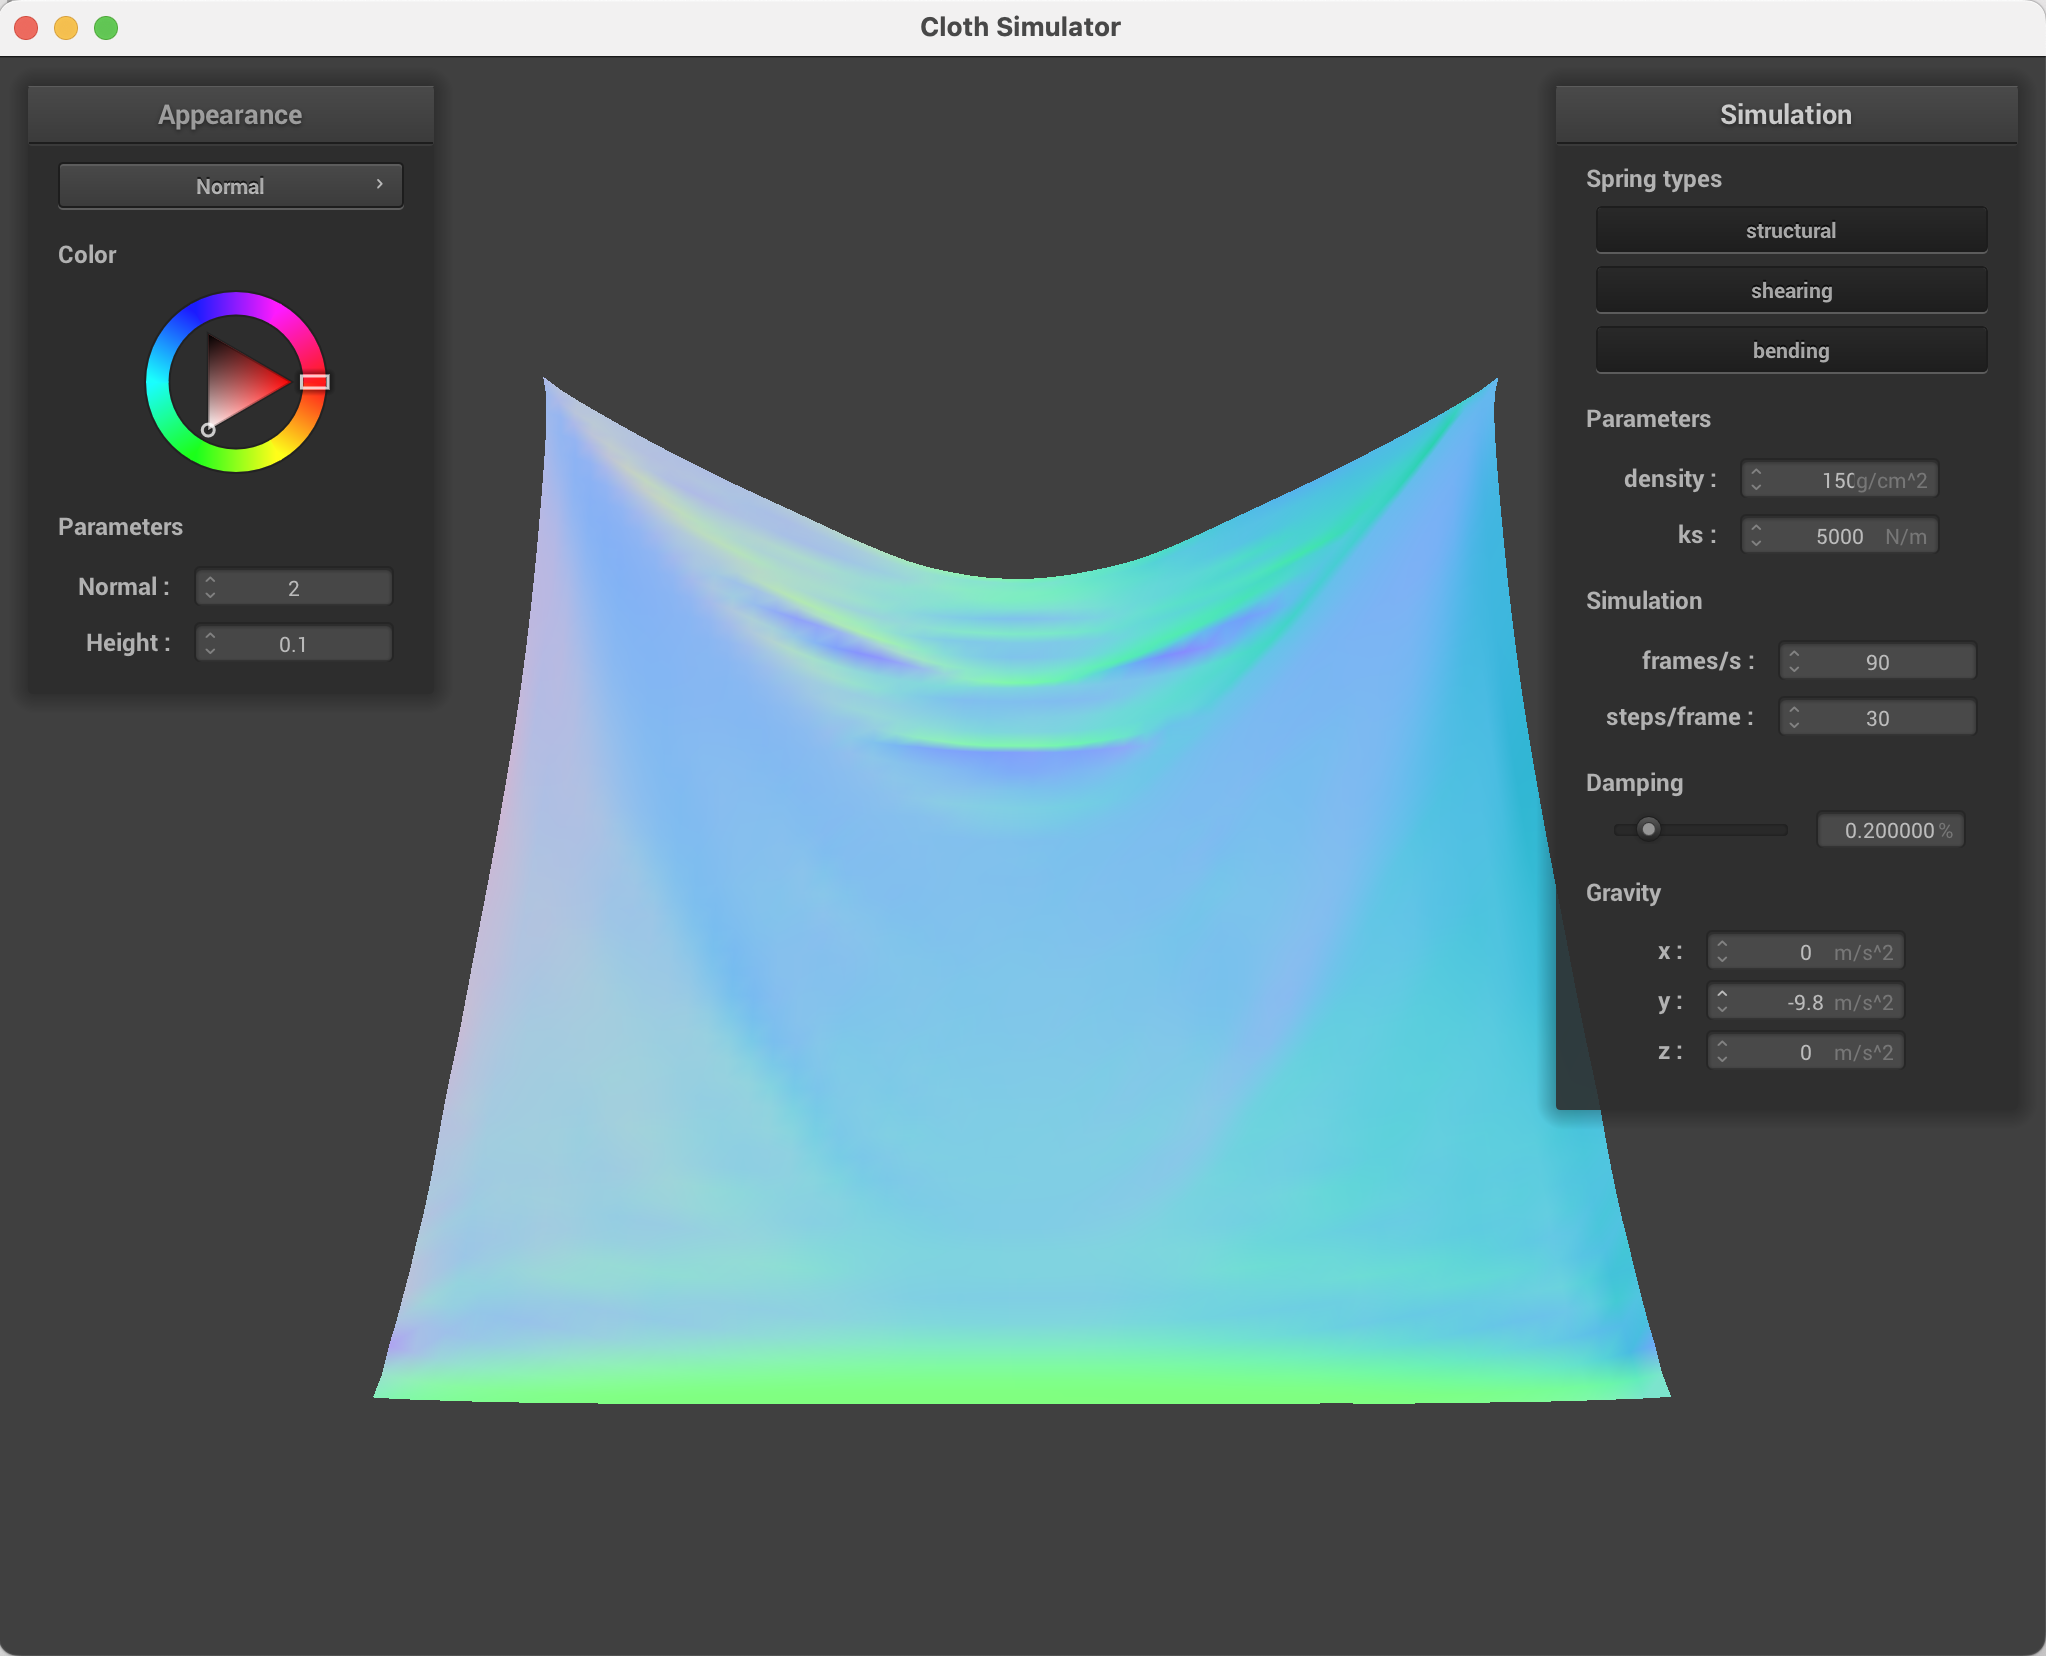 Cloth Simulator
Appearance
Normal
Color
Parameters
Normal : 2
Height : 0.1
Simulation
Spring types
structural
shearing
bending
Parameters
density : 150 g/cm^2
ks : 5000 N/m
Simulation
frames/s : 90
steps/frame : 30
Damping
0.200000 %
Gravity
x : 0 m/s^2
y : -9.8 m/s^2
z : 0 m/s^2